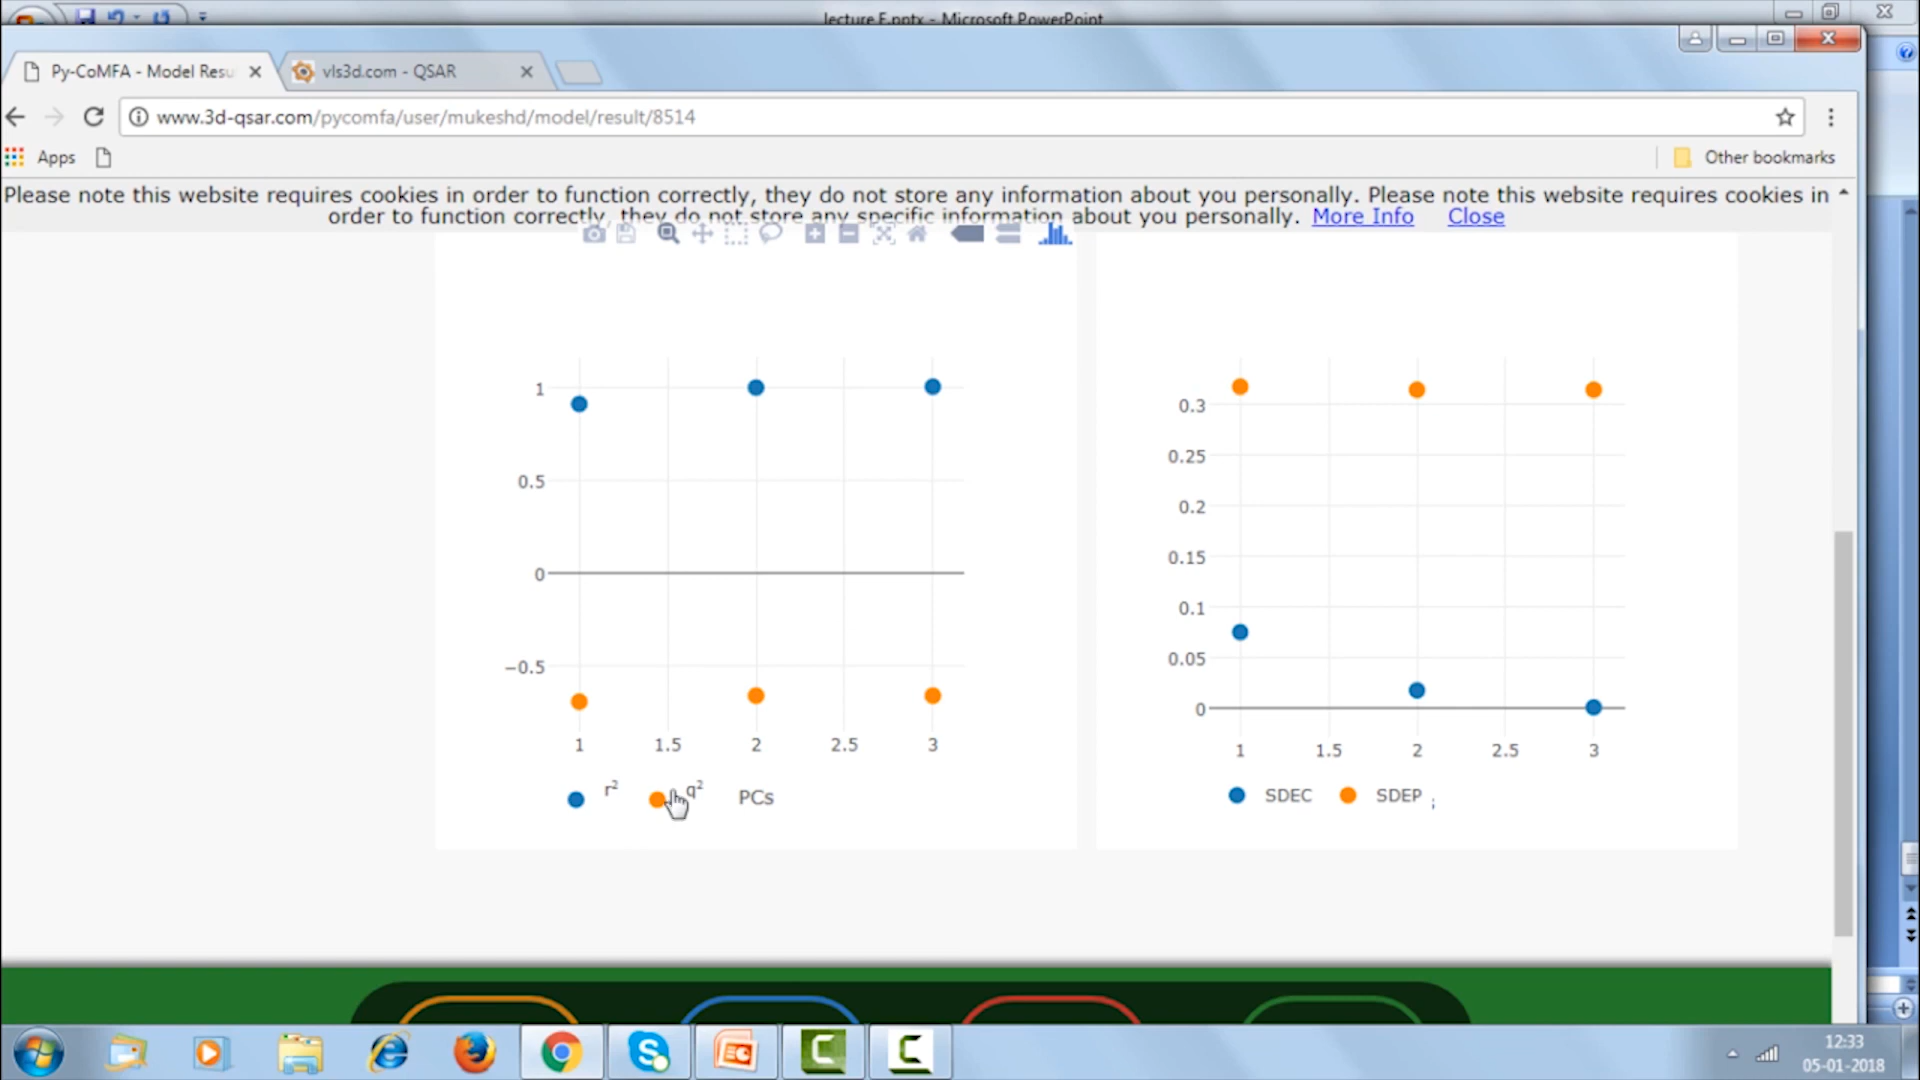 lecture F.pptx - Microsoft PowerPoint
Py-CoMFA - Model Resu
vls3d.com - QSAR
www.3d-qsar.com/pycomfa/user/mukeshd/model/result/8514
Apps
Other bookmarks
Please note this website requires cookies in order to function correctly, they do not store any information about you personally. Please note this website requires cookies in
order to function correctly, they do not store any specific information about you personally. More Info Close
1
0.5
0
−0.5
1 1.5 2 2.5 3
r² q² PCs
0.3
0.25
0.2
0.15
0.1
0.05
0
1 1.5 2 2.5 3
SDEC SDEP ;
12:33
05-01-2018